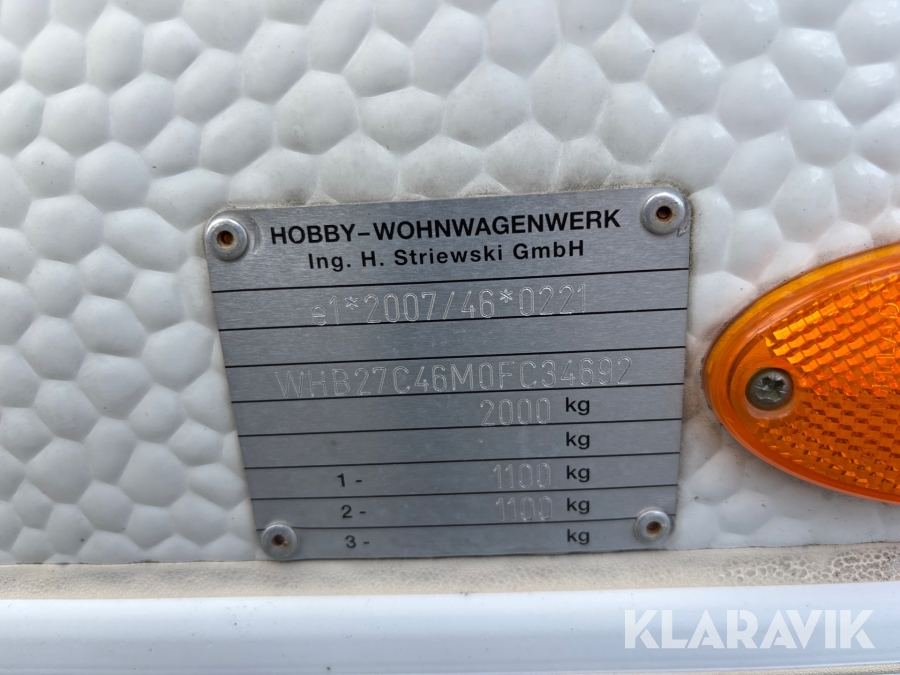 HOBBY-WOHNWAGENWERK
Ing. H. Striewski GmbH
e1*2007/46*0221
WHB27C46M0FC34692
2000 kg
kg
1 - 1100 kg
2 - 1100 kg
3 - kg
KLARAVIK